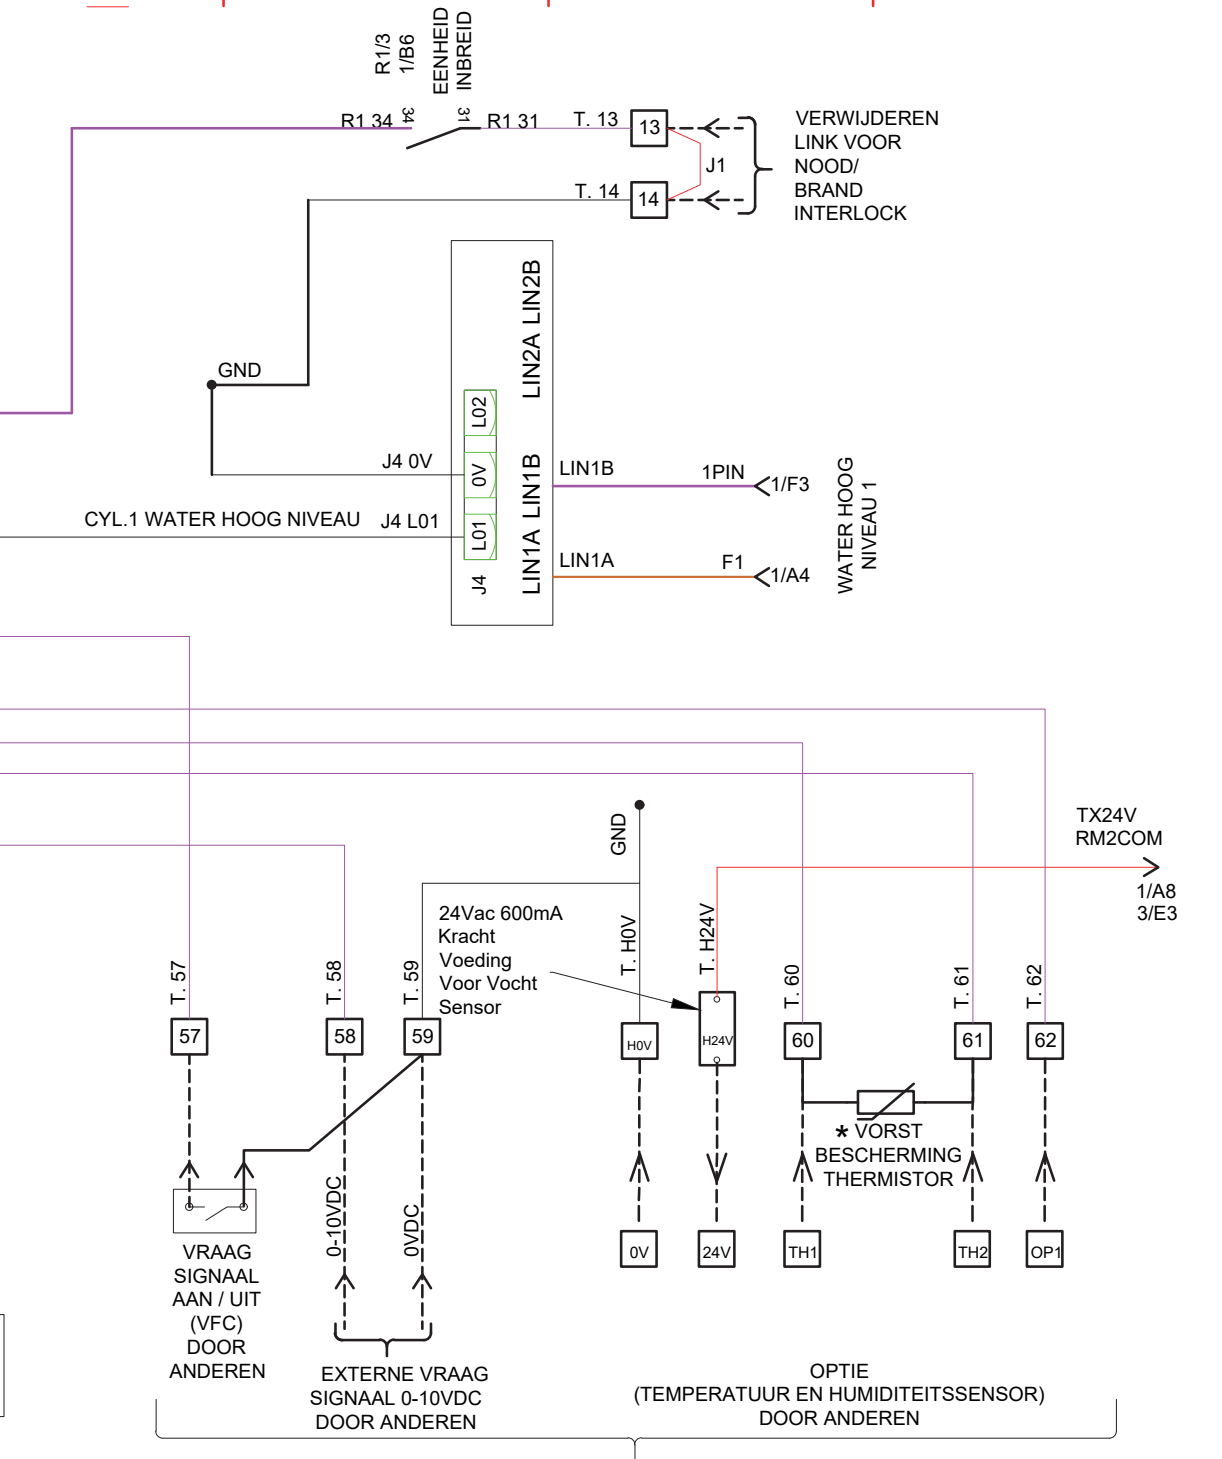 R1/3
1/B6
EENHEID
INBREID
R1 34
34
31
R1 31
T. 13
13
J1
T. 14
14
VERWIJDEREN
LINK VOOR
NOOD/
BRAND
INTERLOCK
GND
LIN2A LIN2B
L02
J4 0V
0V
LIN1A LIN1B
LIN1B
1PIN
1/F3
CYL.1 WATER HOOG NIVEAU
J4 L01
L01
J4
LIN1A
F1
1/A4
WATER HOOG
NIVEAU 1
GND
TX24V
RM2COM
1/A8
3/E3
24Vac 600mA
Kracht
Voeding
Voor Vocht
Sensor
T. 57
T. 58
T. 59
T. H0V
T. H24V
T. 60
T. 61
T. 62
57
58
59
H0V
H24V
60
61
62
* VORST
BESCHERMING
THERMISTOR
0-10VDC
0VDC
0V
24V
TH1
TH2
OP1
VRAAG
SIGNAAL
AAN / UIT
(VFC)
DOOR
ANDEREN
EXTERNE VRAAG
SIGNAAL 0-10VDC
DOOR ANDEREN
OPTIE
(TEMPERATUUR EN HUMIDITEITSSENSOR)
DOOR ANDEREN